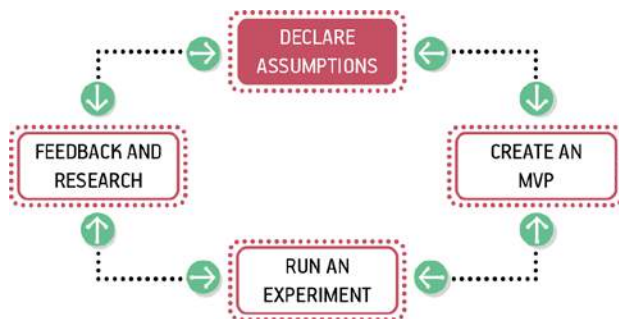 DECLARE
ASSUMPTIONS
FEEDBACK AND
RESEARCH
CREATE AN
MVP
RUN AN
EXPERIMENT